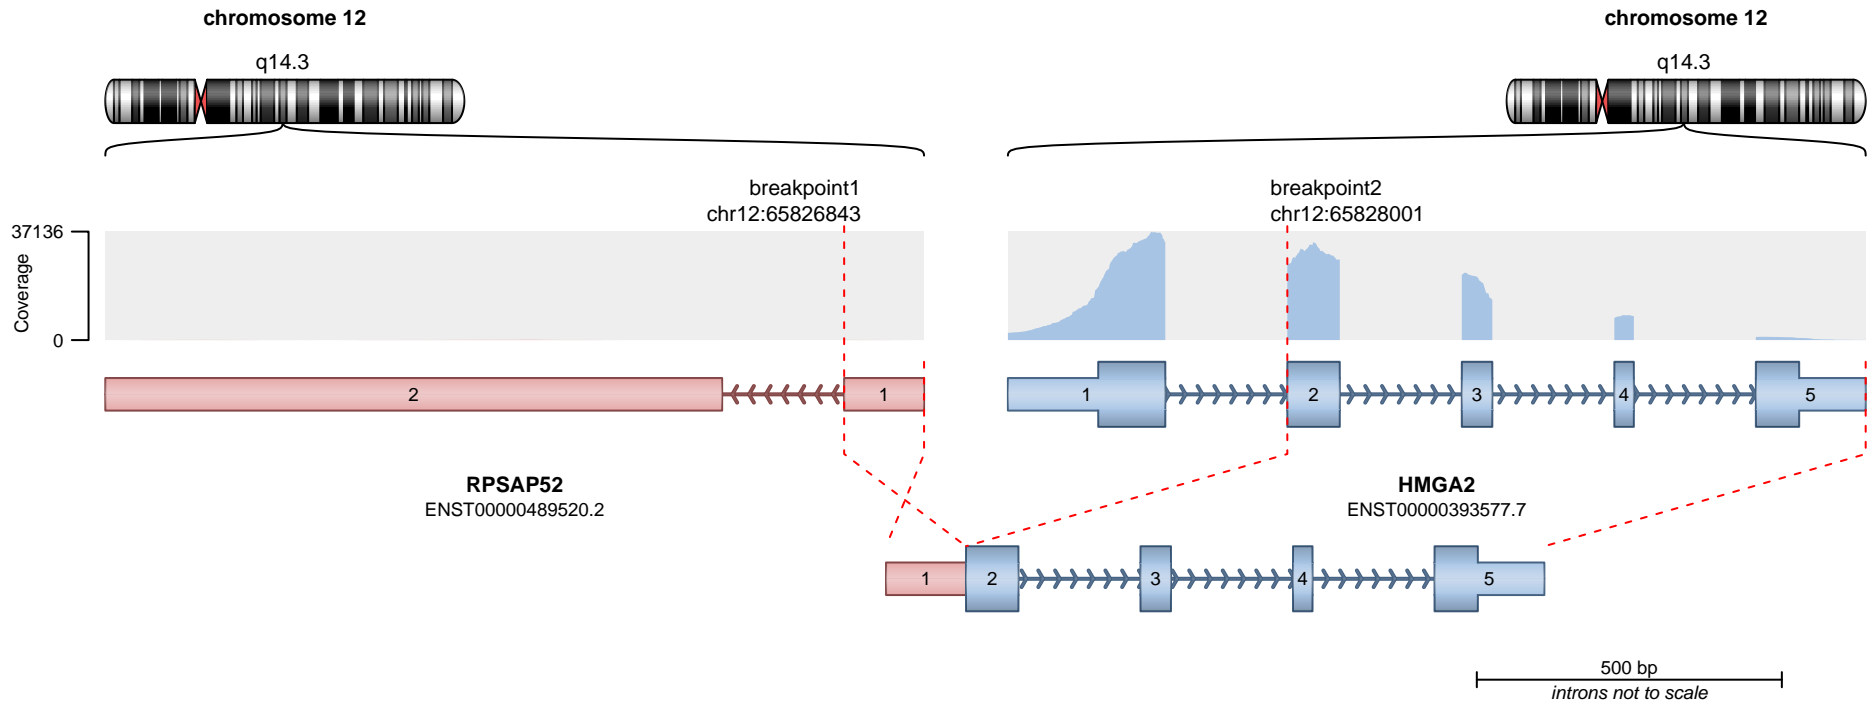 chromosome 12
chromosome 12
q14.3
q14.3
breakpoint1
chr12:65826843
breakpoint2
chr12:65828001
37136
Coverage
0
2
1
1
2
3
4
5
RPSAP52
ENST00000489520.2
HMGA2
ENST00000393577.7
1
2
3
4
5
500 bp
introns not to scale